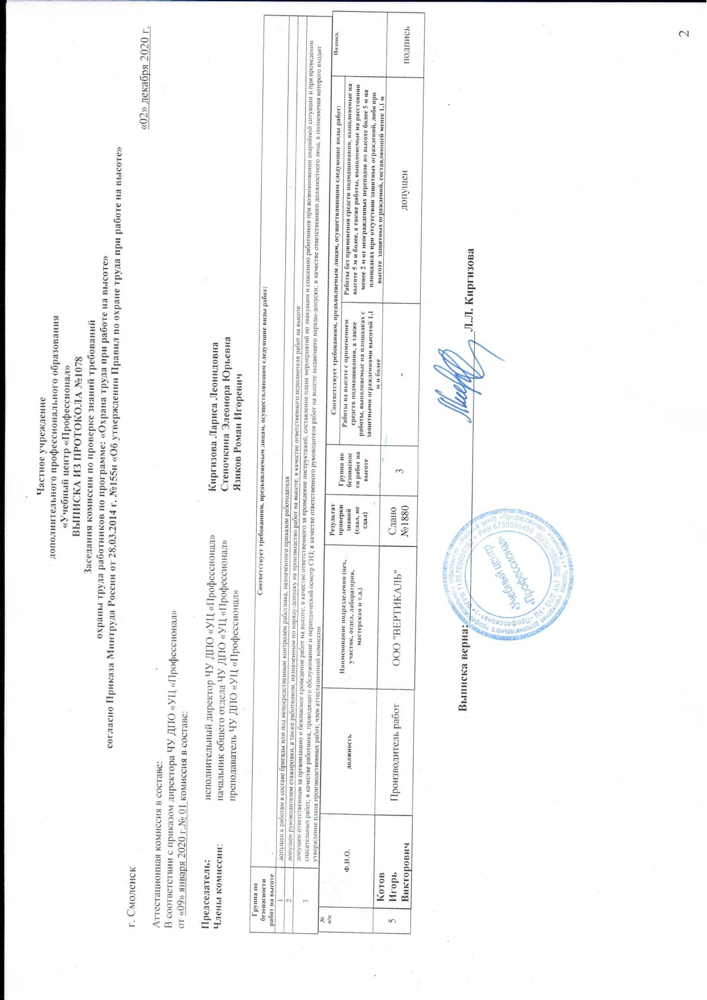 Частное учреждение
дополнительного профессионального образования
«Учебный центр «Профессионал»
ВЫПИСКА ИЗ ПРОТОКОЛА №1078
Заседания комиссии по проверке знаний требований
охраны труда работников по программе: «Охрана труда при работе на высоте»
согласно Приказа Минтруда России от 28.03.2014 г. №155н «Об утверждении Правил по охране труда при работе на высоте»
г. Смоленск
«02» декабря 2020 г.
Аттестационная комиссия в составе:
В соответствии с приказом директора ЧУ ДПО «УЦ «Профессионал»
от «09» января 2020 г.№ 01 комиссия в составе:
Председатель: исполнительный директор ЧУ ДПО «УЦ «Профессионал» Киргизова Лариса Леонидовна
Члены комиссии: начальник общего отдела ЧУ ДПО «УЦ «Профессионал» Степочкина Элеонора Юрьевна
преподаватель ЧУ ДПО «УЦ «Профессионал» Язиков Роман Игоревич
Группа по
безопасности
работ на высоте
Соответствует требованиям, предъявляемым лицам, осуществляющим следующие виды работ:
1 допущен к работам в составе бригады или под непосредственным контролем работника, назначенного приказом работодателя
2 допущен руководителем стажировки, а также работником, назначенным по наряду-допуску на производство работ на высоте, в качестве ответственного исполнителя работ на высоте
3 допущен ответственным за организацию и безопасное проведение работ на высоте; в качестве ответственного за проведение инструктажей, составление плана мероприятий по эвакуации и спасению работников при возникновении аварийной ситуации и при проведении
спасательных работ; в качестве работника, проводящего обслуживание и периодический осмотр СИЗ; в качестве ответственного руководителя работ на высоте выдающего наряды-допуски; в качестве ответственного должностного лица, в полномочия которого входит
утверждение плана производственных работ, член аттестационной комиссии
№
п/п
Ф.И.О.
должность
Наименование подразделения (цех,
участок, отдел, лаборатория,
мастерская и т.д.)
Результат
проверки
знаний
(сдал, не
сдал)
Группа по
безопаснос
ти работ на
высоте
Соответствует требованиям, предъявляемым лицам, осуществляющим следующие виды работ:
Работы на высоте с применением
средств подмащивания, а также
работы, выполняемые на площадках с
защитными ограждениями высотой 1,1
м и более
Работы без применения средств подмащивания, выполняемые на
высоте 5 м и более, а также работы, выполняемые на расстоянии
менее 2 м от неогражденных перепадов по высоте более 5 м на
площадках при отсутствии защитных ограждений, либо при
высоте защитных ограждений, составляющей менее 1,1 м
Подпись
5
Котов
Игорь
Викторович
Производитель работ
ООО "ВЕРТИКАЛЬ"
Сдано
№1880
3
-
допущен
подпись
Выписка верна: Л.Л. Киргизова
«Учебный центр
«Профессионал»
ИНН 6730086450
(ЧУ ДПО «УЦ «Профессионал»)
2